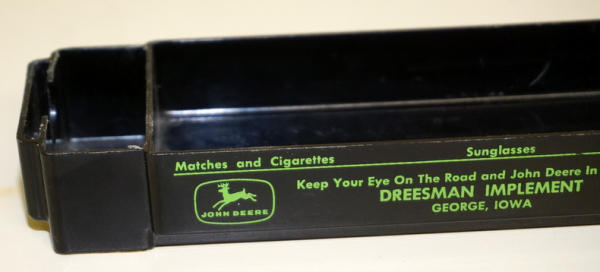 Matches and Cigarettes Sunglasses
Keep Your Eye On The Road and John Deere In
JOHN DEERE
DREESMAN IMPLEMENT
GEORGE, IOWA